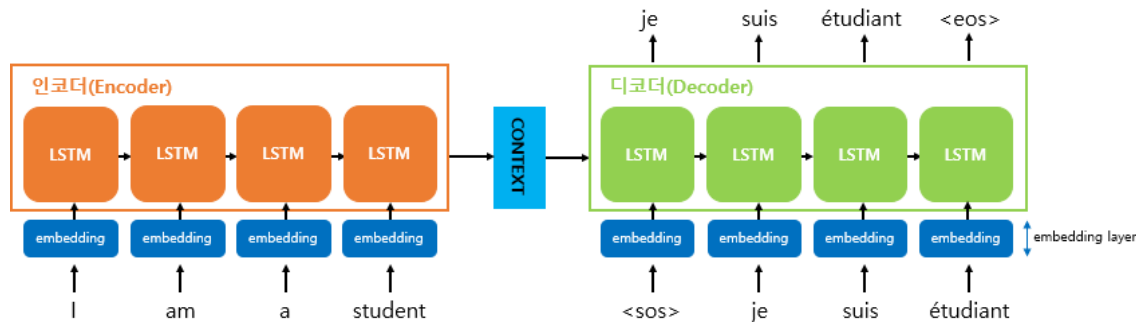 je suis étudiant <eos>
인코더(Encoder) 디코더(Decoder)
LSTM LSTM LSTM LSTM CONTEXT LSTM LSTM LSTM LSTM
embedding embedding embedding embedding embedding embedding embedding embedding embedding layer
I am a student <sos> je suis étudiant